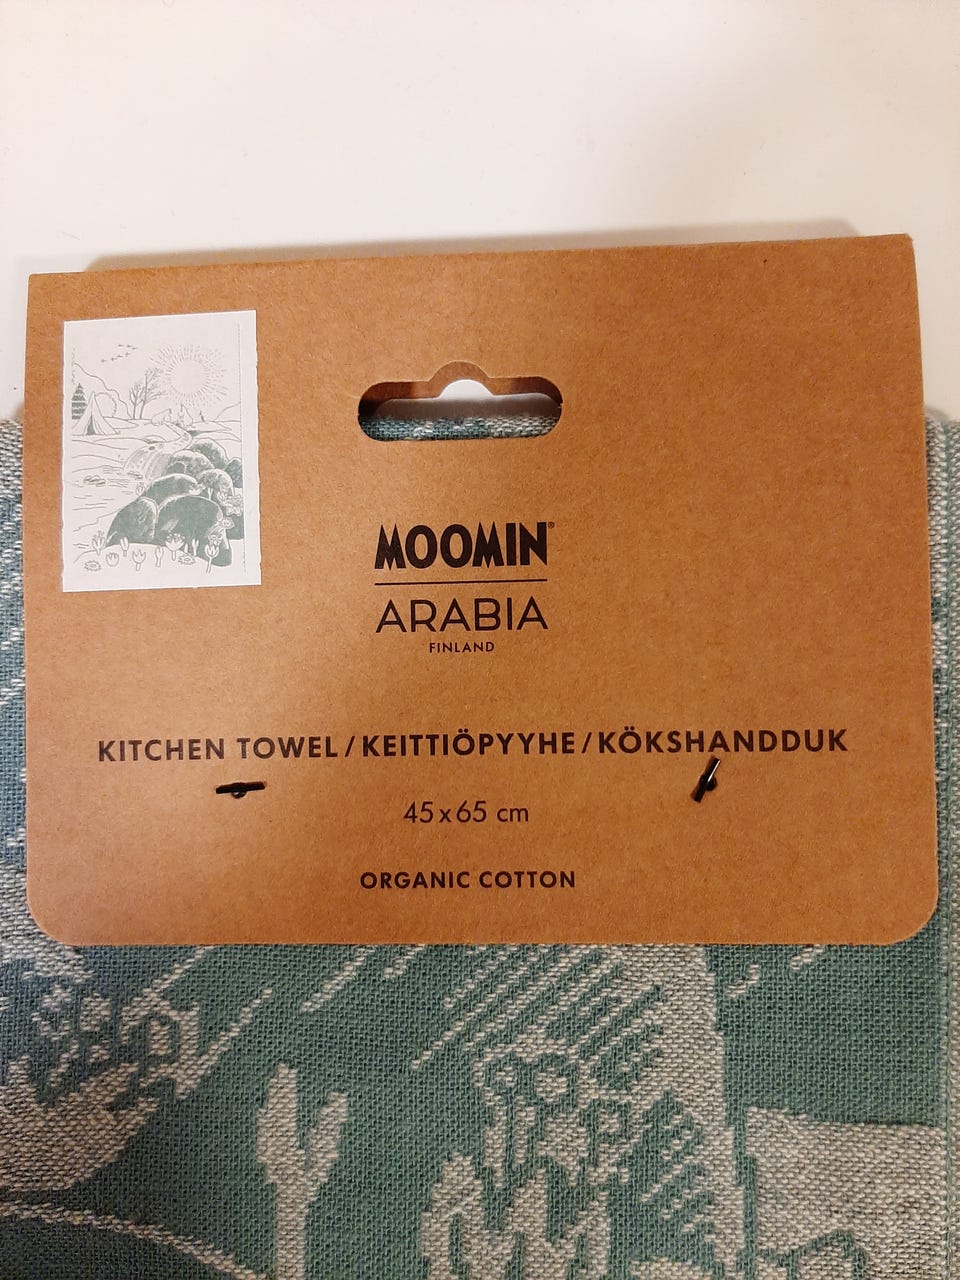 MOOMIN®
ARABIA
FINLAND
KITCHEN TOWEL / KEITTIÖPYYHE / KÖKSHANDDUK
45 x 65 cm
ORGANIC COTTON